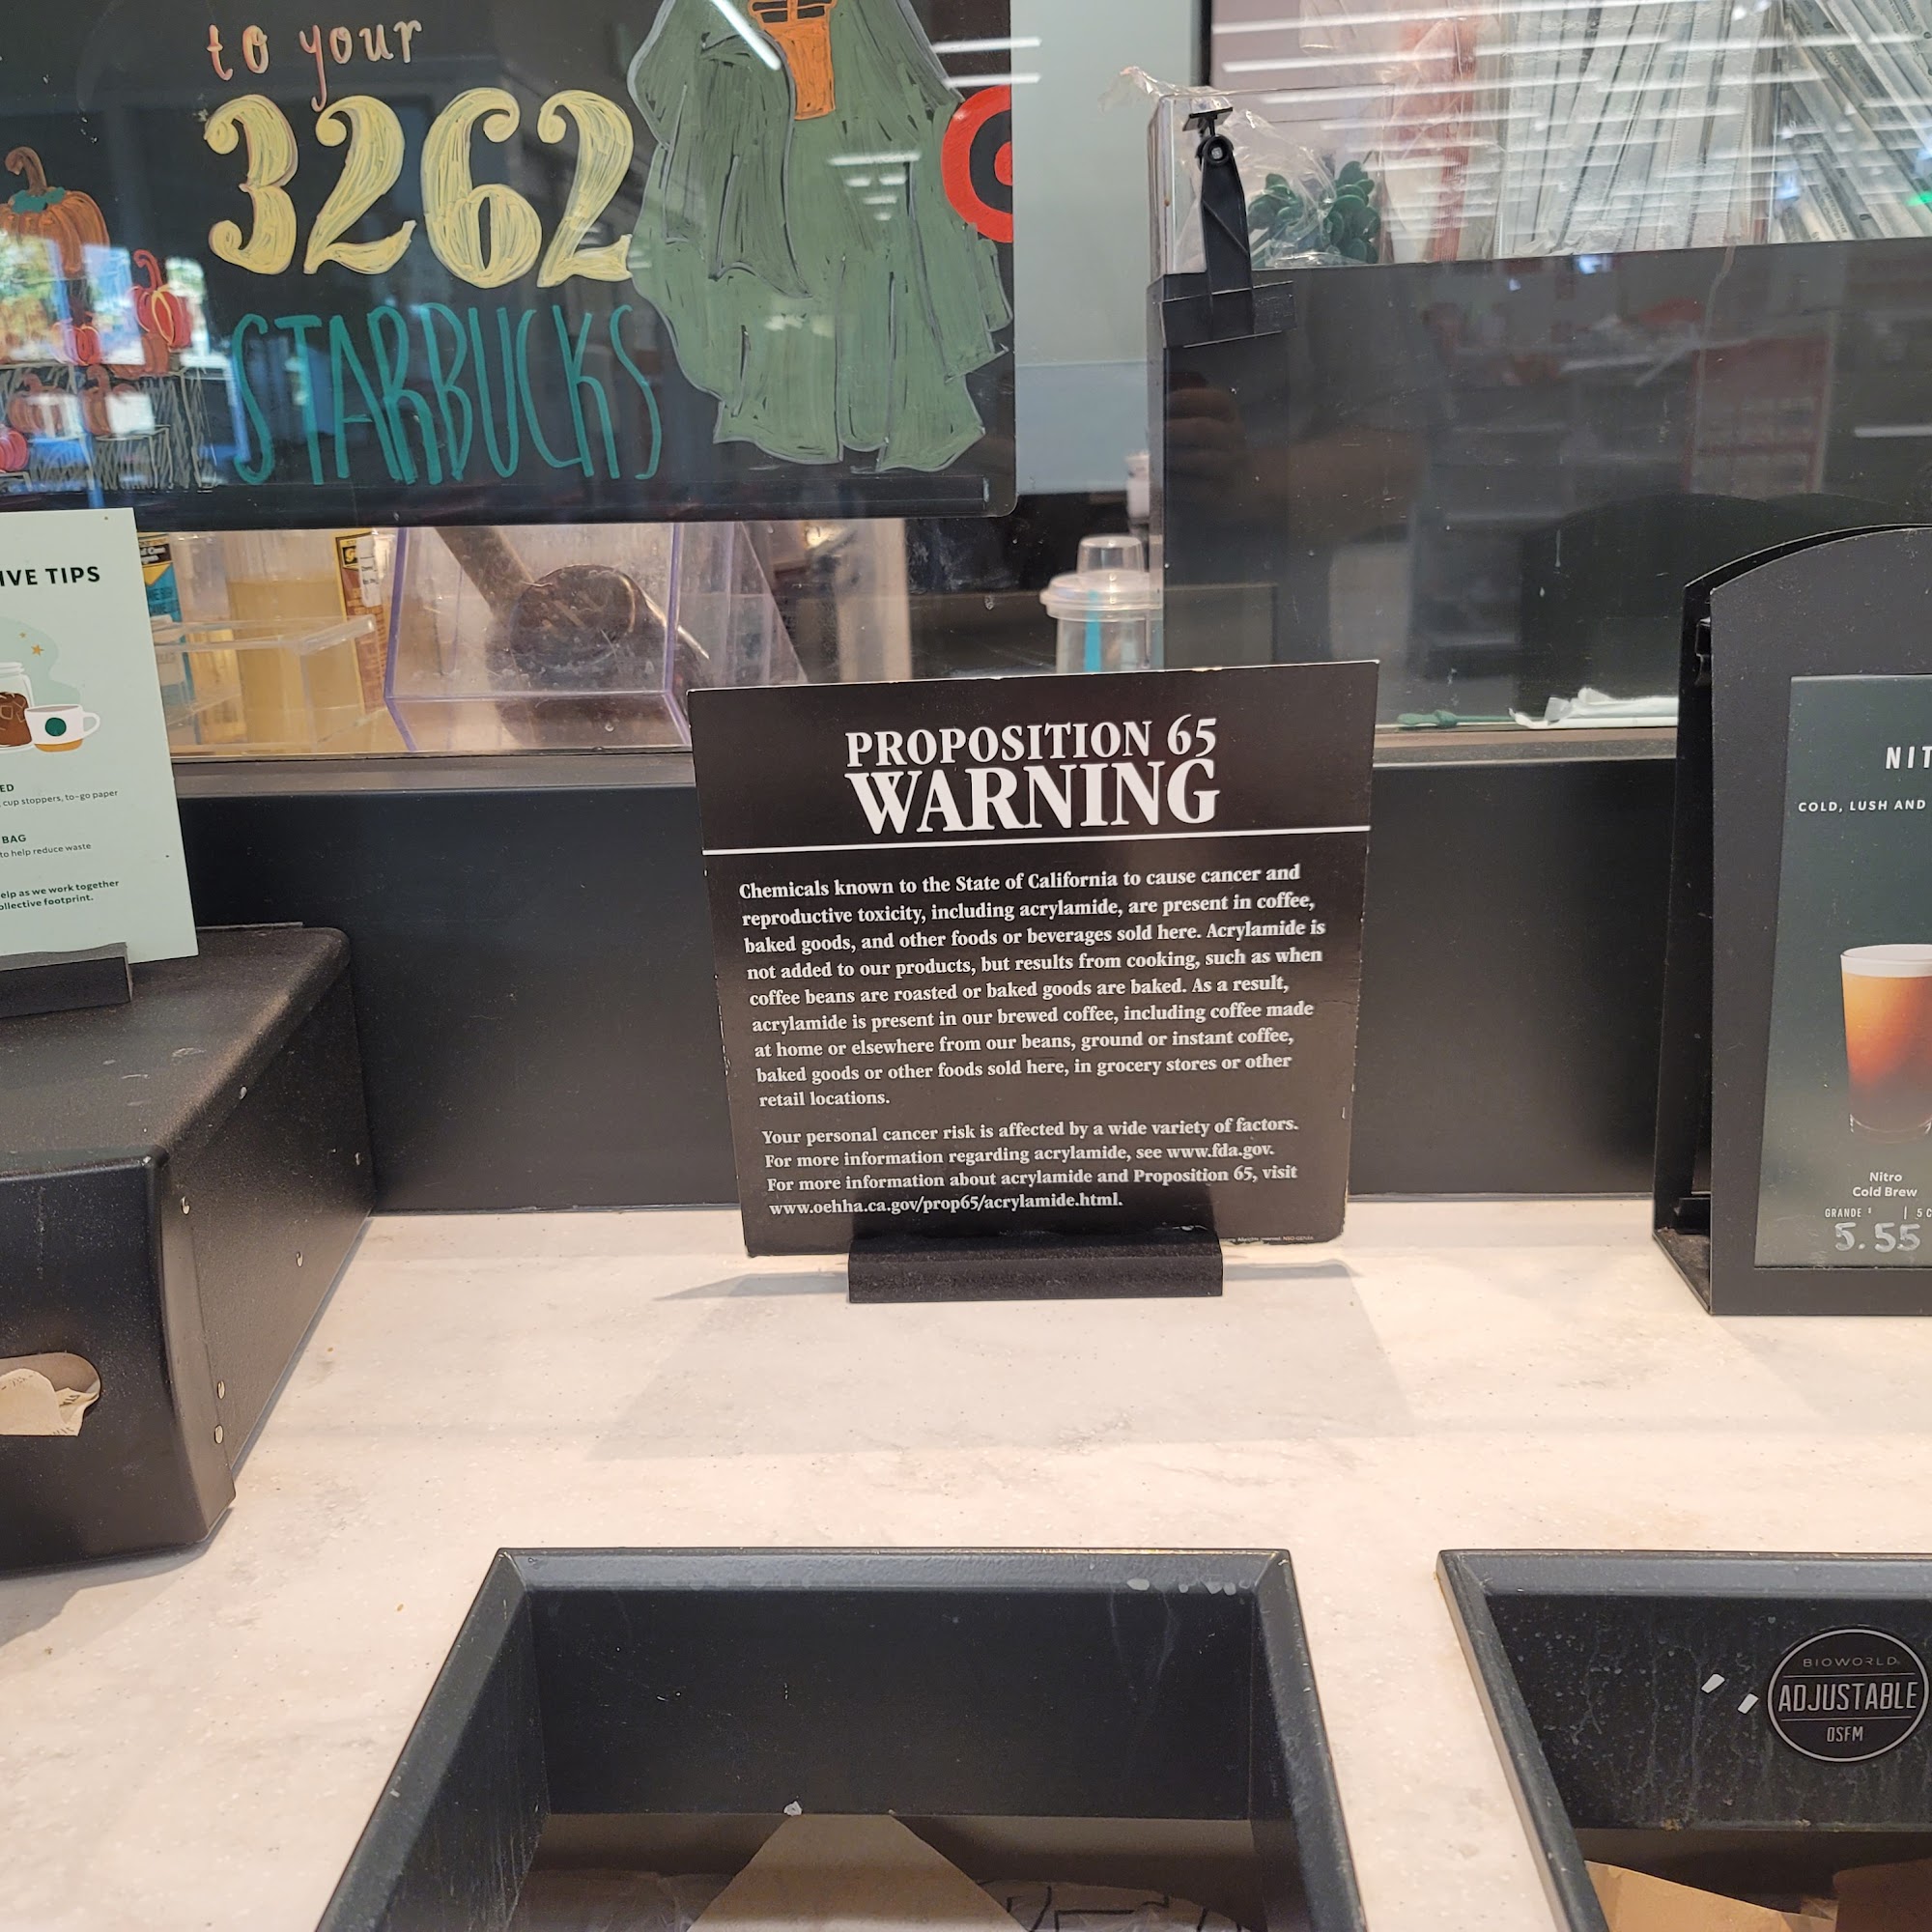 to your
3262
STARBUCKS
IVE TIPS
ED
cup stoppers, to-go paper
BAG
to help reduce waste
elp as we work together
ollective footprint.
PROPOSITION 65
WARNING
Chemicals known to the State of California to cause cancer and
reproductive toxicity, including acrylamide, are present in coffee,
baked goods, and other foods or beverages sold here. Acrylamide is
not added to our products, but results from cooking, such as when
coffee beans are roasted or baked goods are baked. As a result,
acrylamide is present in our brewed coffee, including coffee made
at home or elsewhere from our beans, ground or instant coffee,
baked goods or other foods sold here, in grocery stores or other
retail locations.
Your personal cancer risk is affected by a wide variety of factors.
For more information regarding acrylamide, see www.fda.gov.
For more information about acrylamide and Proposition 65, visit
www.oehha.ca.gov/prop65/acrylamide.html.
NIT
COLD, LUSH AND
Nitro
Cold Brew
GRANDE | 5 C
5.55
BIOWORLD
ADJUSTABLE
OSFM